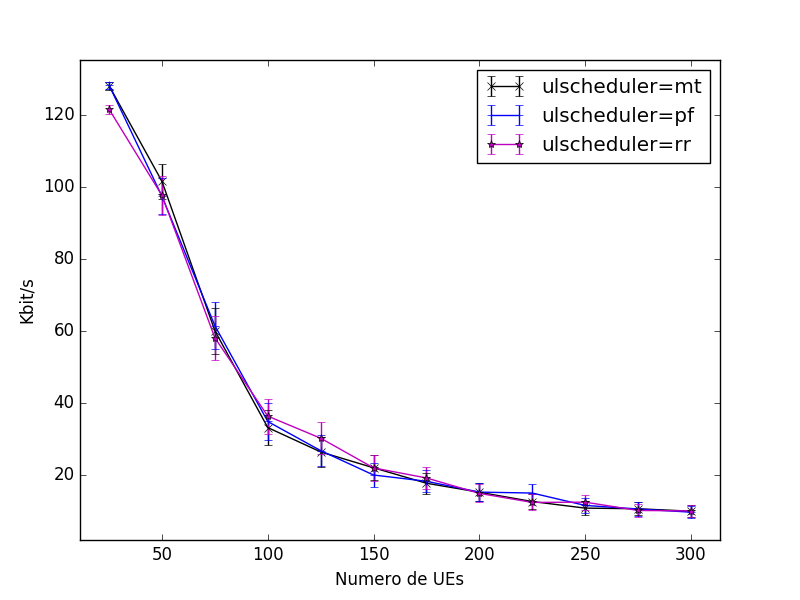 ulscheduler=mt
ulscheduler=pf
ulscheduler=rr
120
100
80
60
40
20
Kbit/s
50 100 150 200 250 300
Numero de UEs